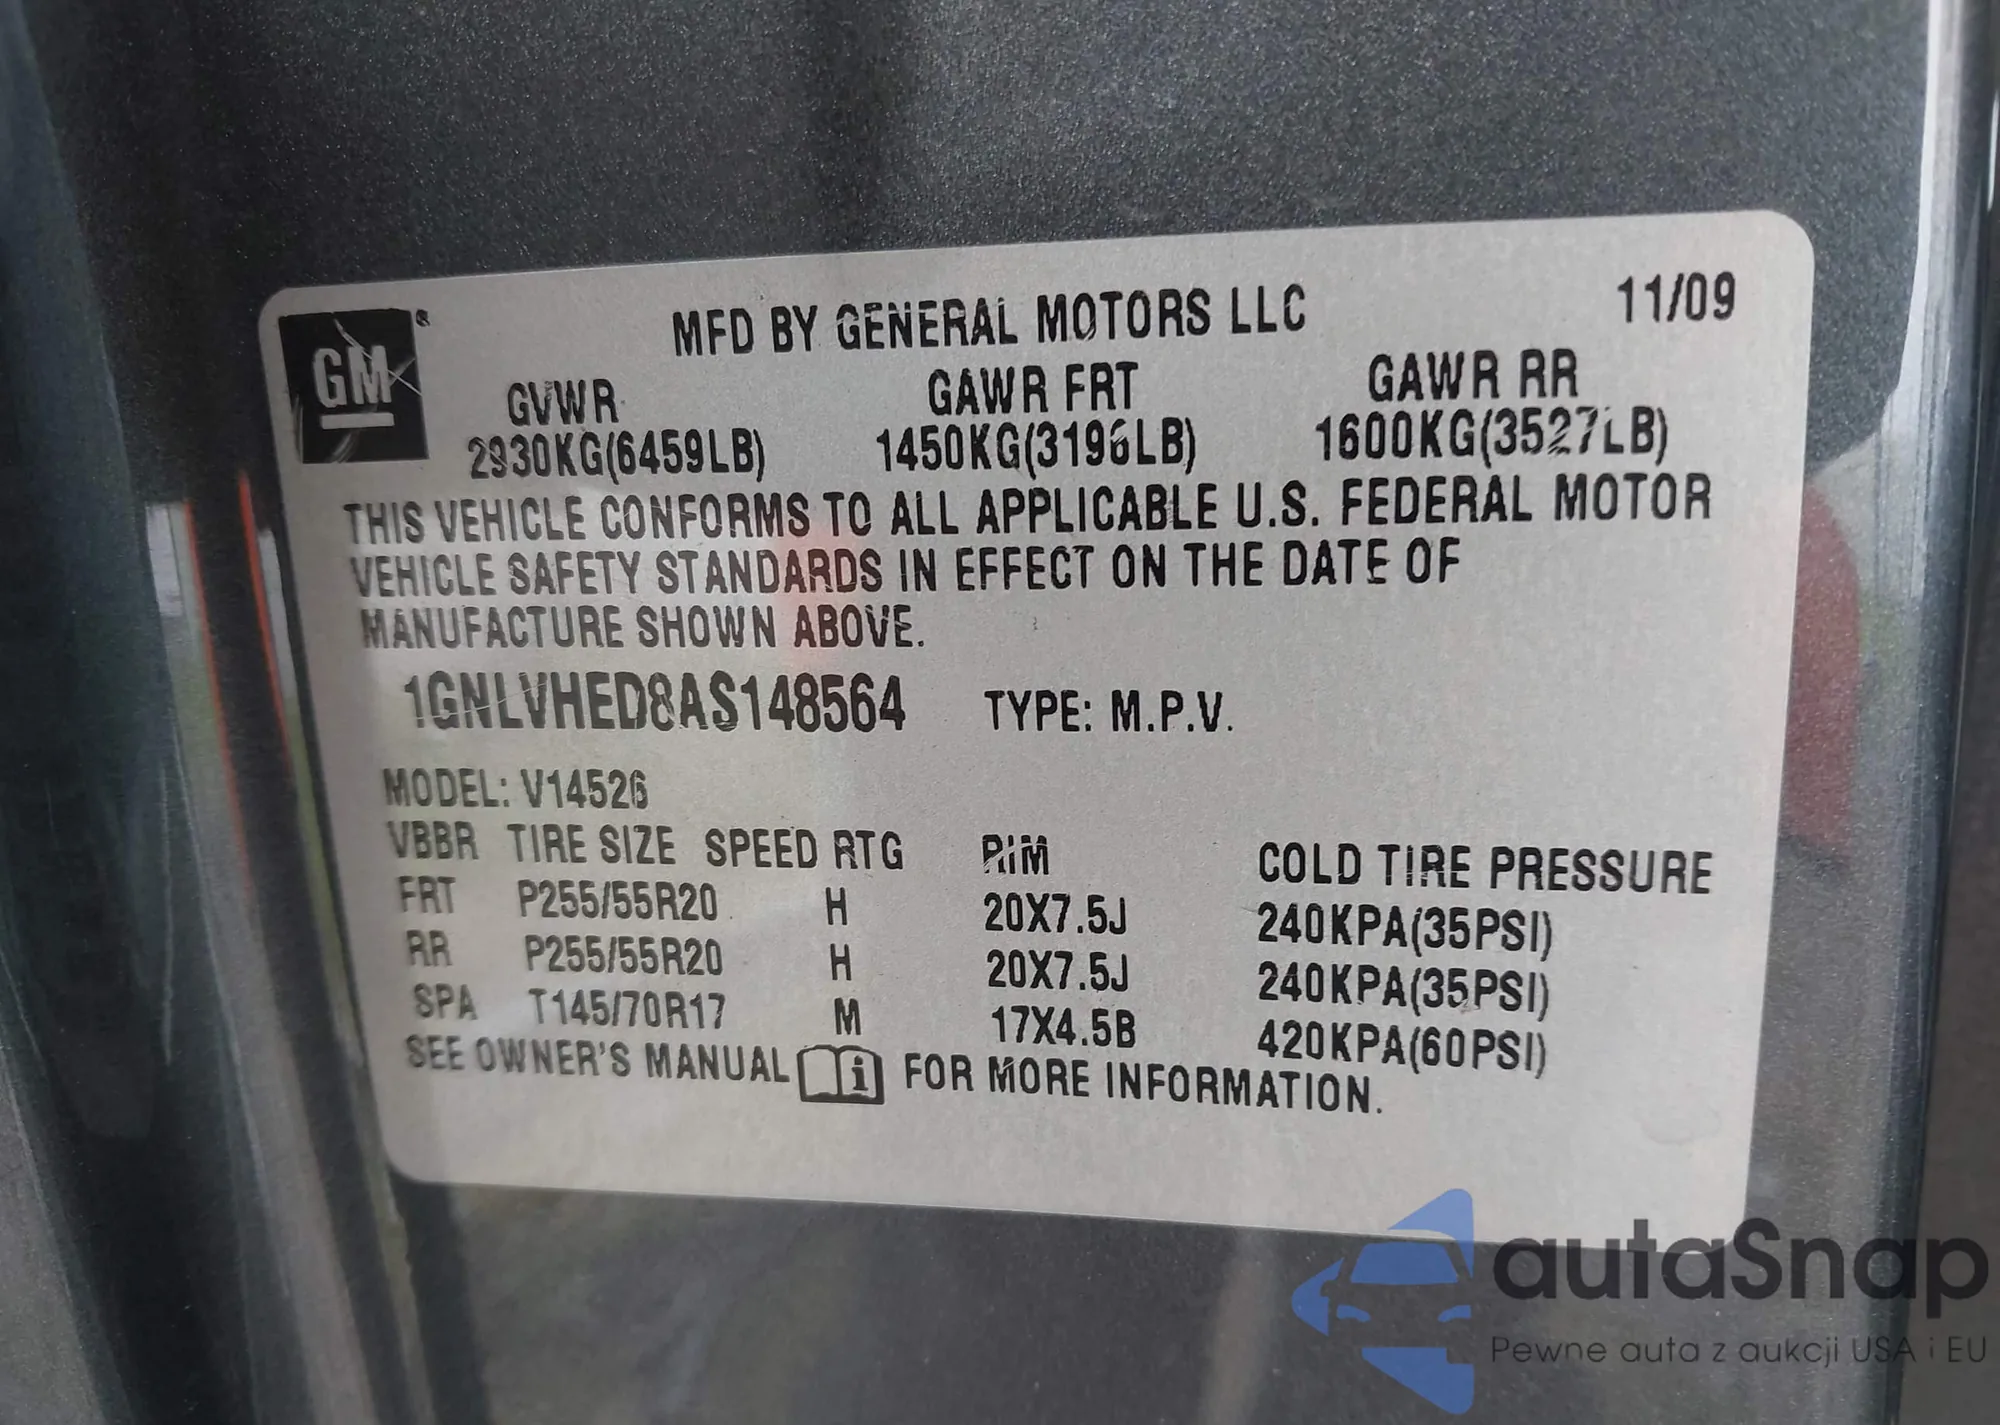 GM®
MFD BY GENERAL MOTORS LLC 11/09
GVWR GAWR FRT GAWR RR
2930KG(6459LB) 1450KG(3196LB) 1600KG(3527LB)
THIS VEHICLE CONFORMS TO ALL APPLICABLE U.S. FEDERAL MOTOR
VEHICLE SAFETY STANDARDS IN EFFECT ON THE DATE OF
MANUFACTURE SHOWN ABOVE.
1GNLVHED8AS148564 TYPE: M.P.V.
MODEL: V14526
VBBR TIRE SIZE SPEED RTG RIM COLD TIRE PRESSURE
FRT P255/55R20 H 20X7.5J 240KPA(35PSI)
RR P255/55R20 H 20X7.5J 240KPA(35PSI)
SPA T145/70R17 M 17X4.5B 420KPA(60PSI)
SEE OWNER'S MANUAL i FOR MORE INFORMATION.
autaSnap
Pewne auta z aukcji USA i EU